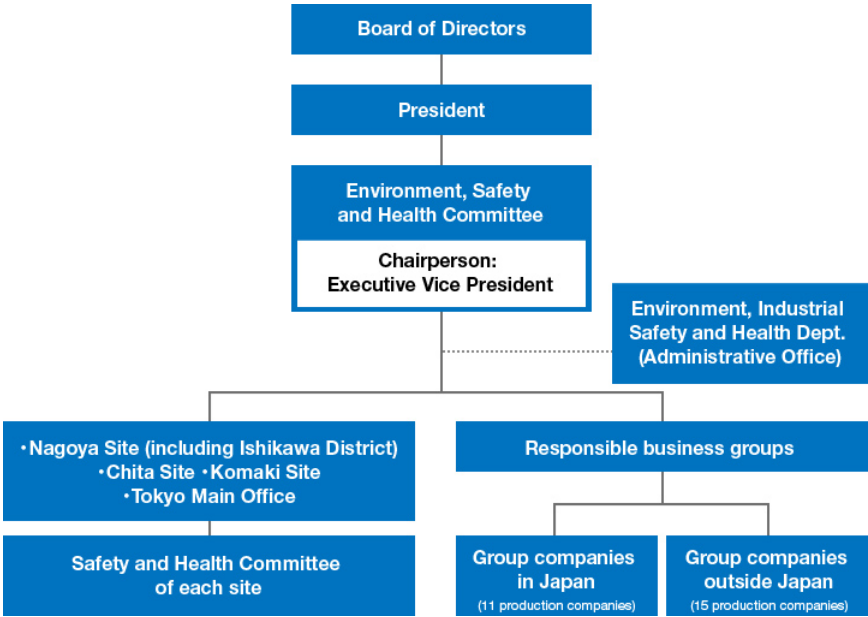 Board of Directors
President
Environment, Safety
and Health Committee
Chairperson:
Executive Vice President
Environment, Industrial
Safety and Health Dept.
(Administrative Office)
・Nagoya Site (including Ishikawa District)
・Chita Site ・Komaki Site
・Tokyo Main Office
Responsible business groups
Safety and Health Committee
of each site
Group companies
in Japan
(11 production companies)
Group companies
outside Japan
(15 production companies)